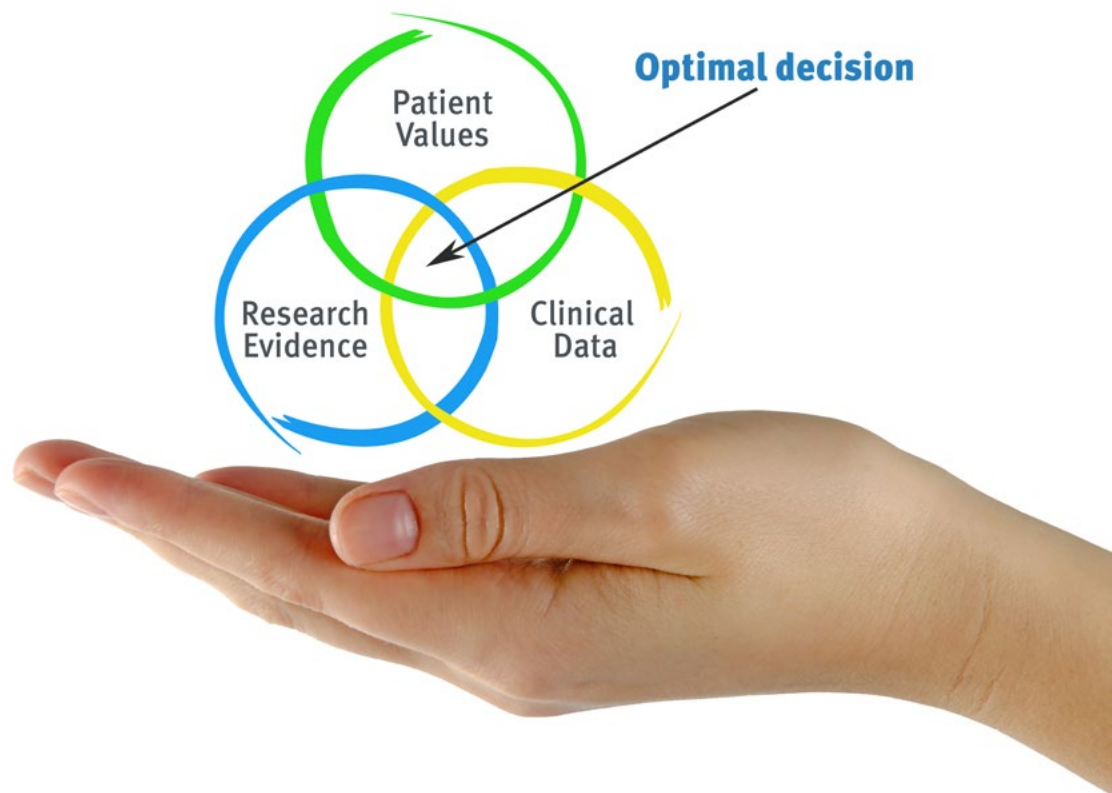 Optimal decision
Patient
Values
Research
Evidence
Clinical
Data